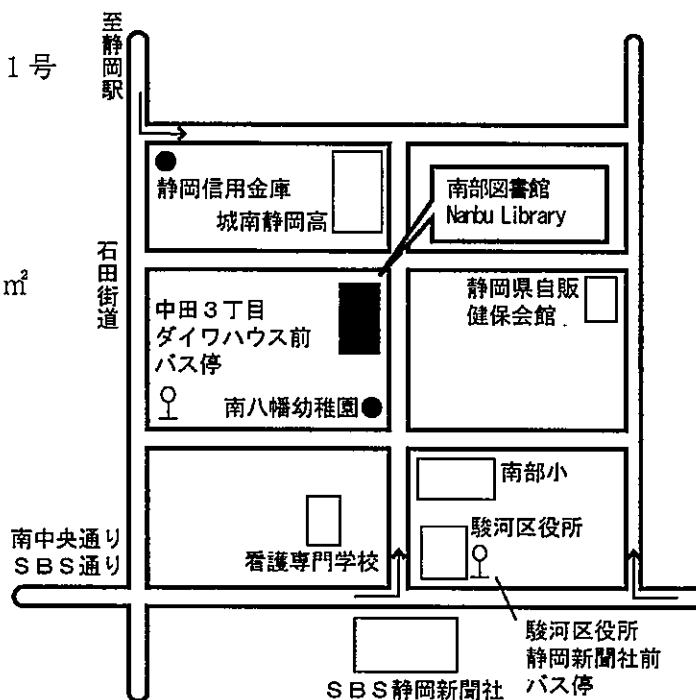 至静岡駅
1号
静岡信用金庫
城南静岡高
南部図書館
Nanbu Library
石田街道
㎡
中田3丁目
ダイワハウス前
バス停
静岡県自販
健保会館
南八幡幼稚園
南部小
駿河区役所
看護専門学校
南中央通り
SBS通り
駿河区役所
静岡新聞社前
バス停
SBS静岡新聞社